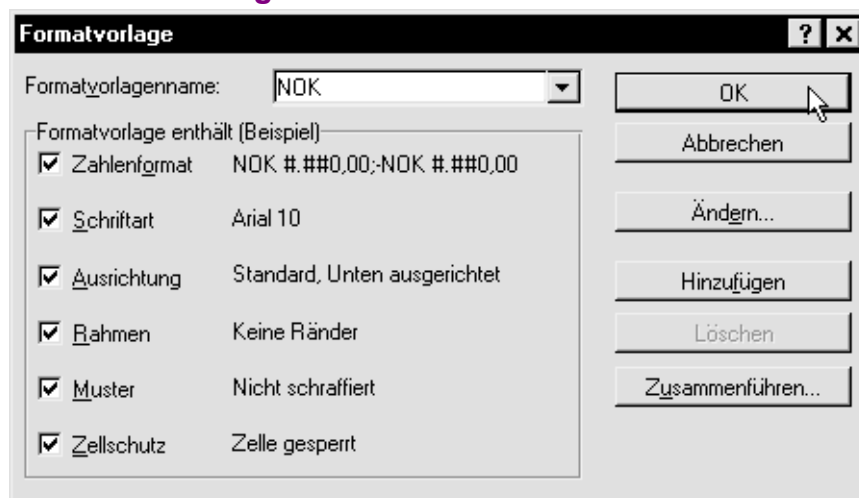 Formatvorlage
Formatvorlagenname: NOK
OK
Formatvorlage enthält (Beispiel)
Abbrechen
Zahlenformat NOK #.##0,00;-NOK #.##0,00
Schriftart Arial 10
Ändern...
Ausrichtung Standard, Unten ausgerichtet
Hinzufügen
Rahmen Keine Ränder
Löschen
Muster Nicht schraffiert
Zusammenführen...
Zellschutz Zelle gesperrt